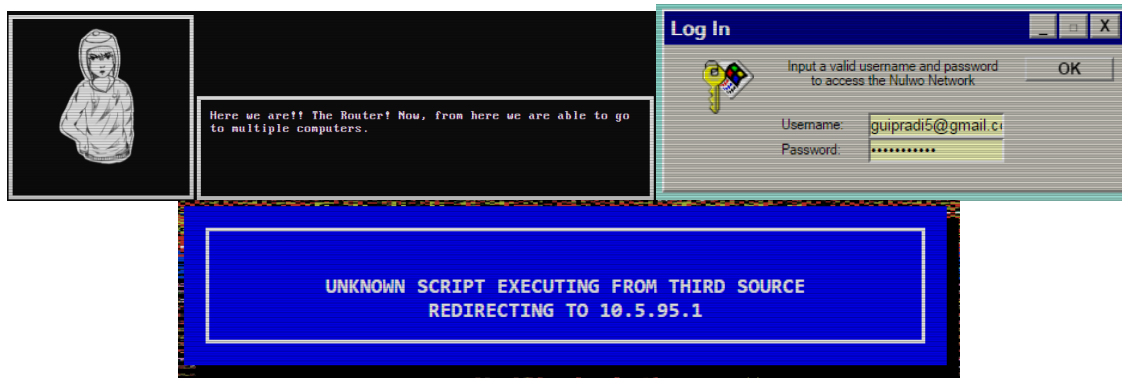 Here we are!! The Router! Now, from here we are able to go
to multiple computers.
Log In
_ □ X
Input a valid username and password
to access the Nulwo Network
OK
Username: guipradi5@gmail.c
Password: •••••••••••
UNKNOWN SCRIPT EXECUTING FROM THIRD SOURCE
REDIRECTING TO 10.5.95.1